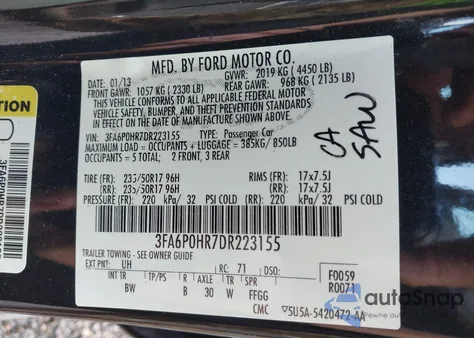 MFD. BY FORD MOTOR CO.
01/13 GVWR: 2019 KG ( 4450 LB)
FRONT GAWR: 1057 KG ( 2330 LB) REAR GAWR: 968 KG ( 2135 LB)
THIS VEHICLE CONFORMS TO ALL APPLICABLE FEDERAL MOTOR
VEHICLE SAFETY, BUMPER, AND THEFT PREVENTION STANDARDS
IN EFFECT ON THE DATE OF MANUFACTURE SHOWN ABOVE.
VIN: 3FA6P0HR7DR223155 TYPE: Passenger Car
MAXIMUM LOAD = OCCUPANTS + LUGGAGE = 385KG/ 850LB
OCCUPANTS = 5 TOTAL: 2 FRONT, 3 REAR
CA
SAW
TIRE (FR): 235/50R17 96H RIMS (FR): 17x7.5J
(RR): 235/50R17 96H (RR): 17x7.5J
PRESSURE (FR) 220 kPa/ 32 PSI COLD (RR) 220 kPa/ 32 PSI COLD
3FA6P0HR7DR223155
TRAILER TOWING - SEE OWNER GUIDE
EXT PNT: UH RC: 71 DSO: F0059
INT TR TR AX TR SPR R0071
BW B 30 W FFGG
CMC 5U5A-5420472-AA
autoSnap